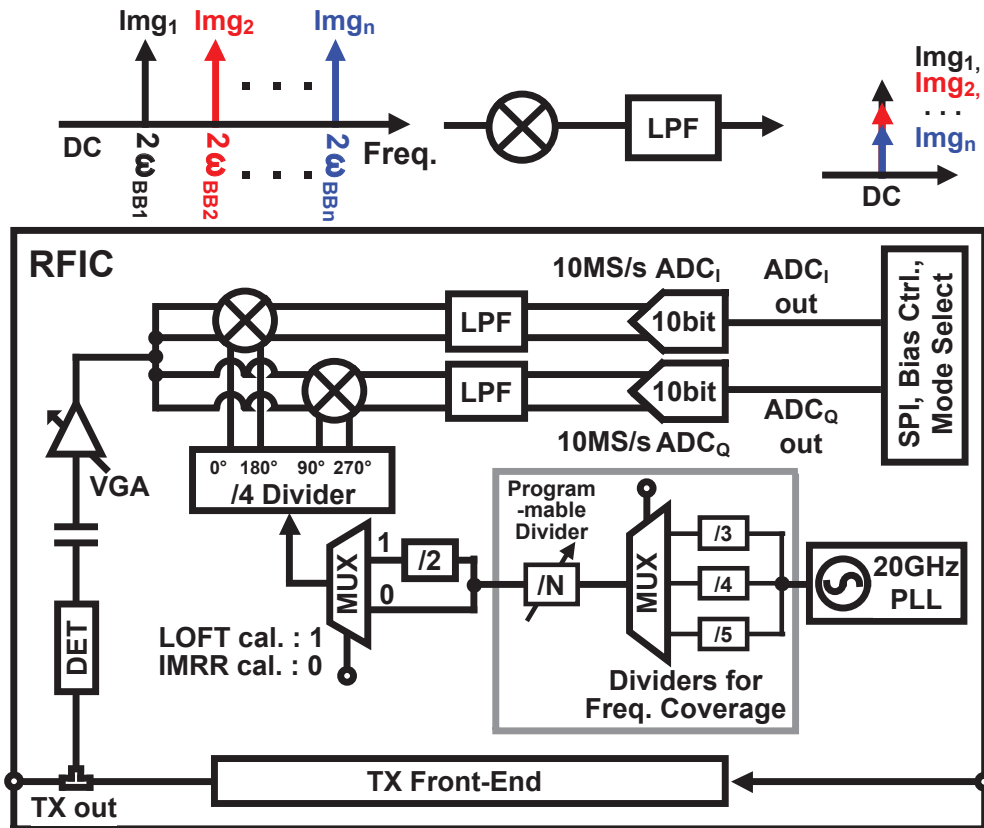 Img1 Img2 Imgn
DC
2ωBB1
2ωBB2
2ωBBn
Freq.
LPF
Img1,
Img2,
...
Imgn
DC
RFIC
10MS/s ADCI
LPF
10bit
ADCI
out
LPF
10bit
ADCQ
out
10MS/s ADCQ
SPI, Bias Ctrl.,
Mode Select
VGA
0° 180° 90° 270°
/4 Divider
DET
MUX
1
0
/2
LOFT cal. : 1
IMRR cal. : 0
Program
-mable
Divider
/N
MUX
/3
/4
/5
20GHz
PLL
Dividers for
Freq. Coverage
TX Front-End
TX out